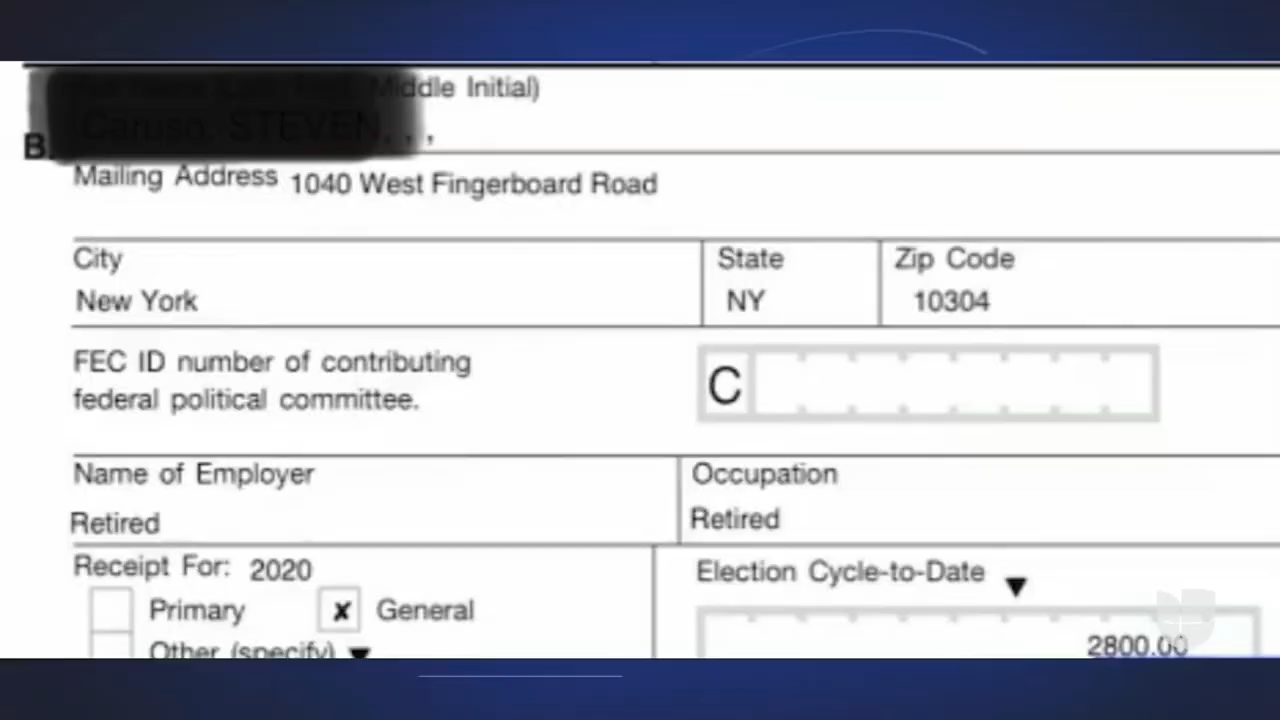 Middle Initial)
B.
Mailing Address 1040 West Fingerboard Road
City State Zip Code
New York NY 10304
FEC ID number of contributing
federal political committee.
C
Name of Employer Occupation
Retired Retired
Receipt For: 2020 Election Cycle-to-Date
Primary x General
Other (specify)
2800.00